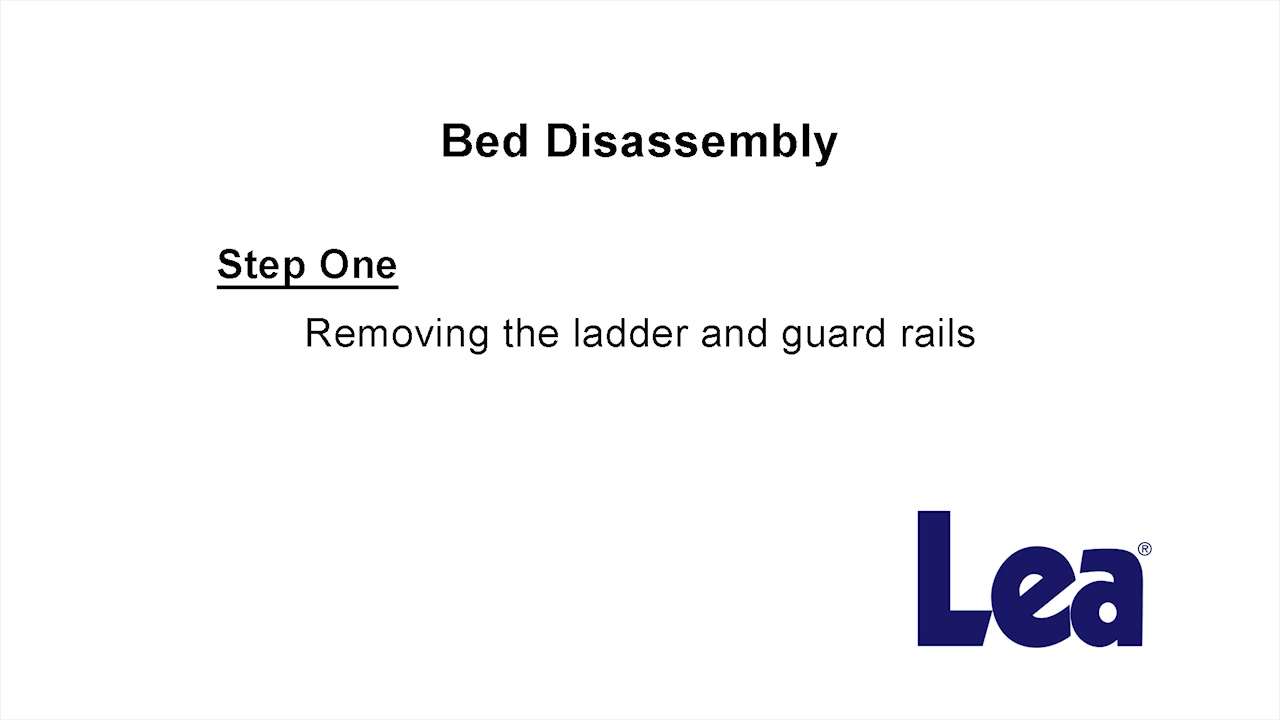 Bed Disassembly
Step One
Removing the ladder and guard rails
Lea®